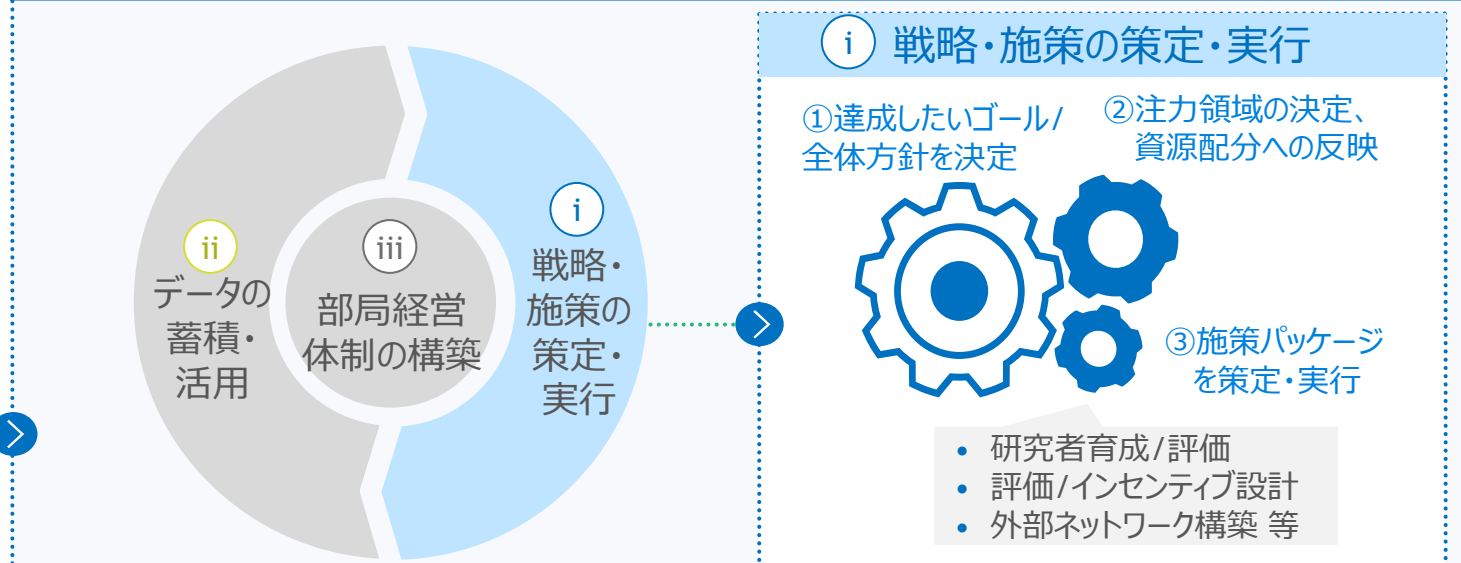 ii
データの
蓄積・
活用
iii
部局経営
体制の構築
i
戦略・
施策の
策定・
実行
i 戦略・施策の策定・実行
①達成したいゴール/
全体方針を決定
②注力領域の決定、
資源配分への反映
③施策パッケージ
を策定・実行
• 研究者育成/評価
• 評価/インセンティブ設計
• 外部ネットワーク構築 等